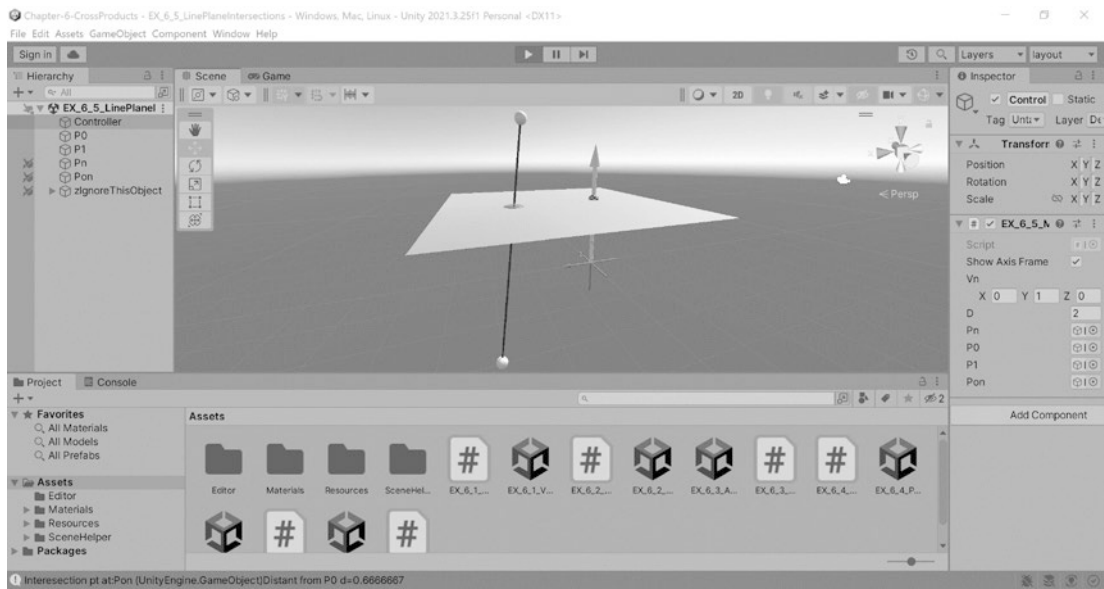 Chapter-6-CrossProducts - EX_6_5_LinePlaneIntersections - Windows, Mac, Linux - Unity 2021.3.25f1 Personal <DX11>
File Edit Assets GameObject Component Window Help
Sign in
Layers
layout
Hierarchy
All
EX_6_5_LinePlanel
Controller
P0
P1
Pn
Pon
zIgnoreThisObject
Scene
Game
2D
Persp
Inspector
Control
Static
Tag
Layer
Transforr
Position X Y Z
Rotation X Y Z
Scale X Y Z
EX_6_5_M
Script
Show Axis Frame
Vn
X 0 Y 1 Z 0
D 2
Pn
P0
P1
Pon
Add Component
Project
Console
2
Favorites
All Materials
All Models
All Prefabs
Assets
Editor
Materials
Resources
SceneHelper
Packages
Assets
Editor
Materials
Resources
SceneHel...
EX_6_1_...
EX_6_1_V...
EX_6_2_...
EX_6_2_...
EX_6_3_A...
EX_6_3_...
EX_6_4_...
EX_6_4_P...
Interesection pt at:Pon (UnityEngine.GameObject)Distant from P0 d=0.6666667